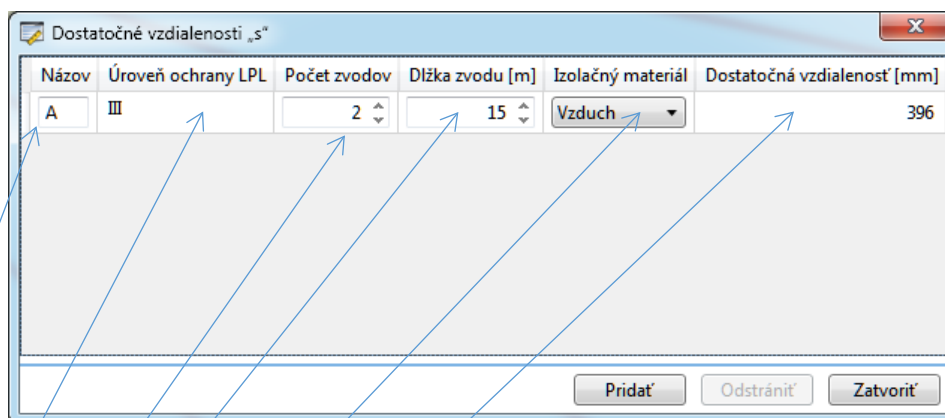 Dostatočné vzdialenosti „s“
Názov Úroveň ochrany LPL Počet zvodov Dĺžka zvodu [m] Izolačný materiál Dostatočná vzdialenosť [mm]
A III 2 15 Vzduch 396
Pridať Odstrániť Zatvoriť